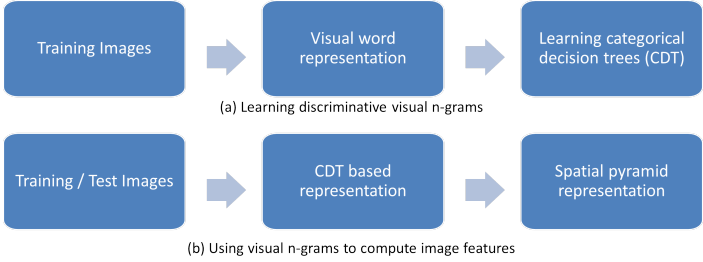 Training Images
Visual word
representation
Learning categorical
decision trees (CDT)
(a) Learning discriminative visual n-grams
Training / Test Images
CDT based
representation
Spatial pyramid
representation
(b) Using visual n-grams to compute image features